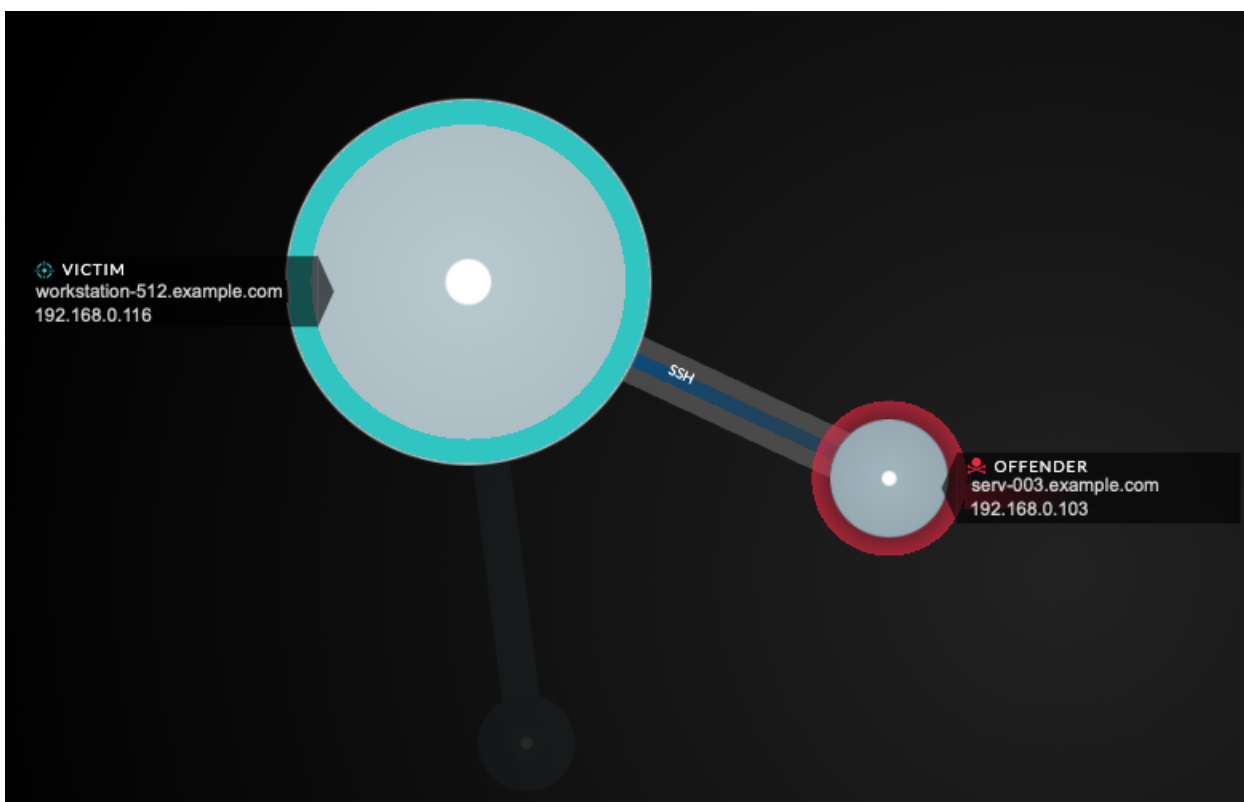 VICTIM
workstation-512.example.com
192.168.0.116
SSH
OFFENDER
serv-003.example.com
192.168.0.103